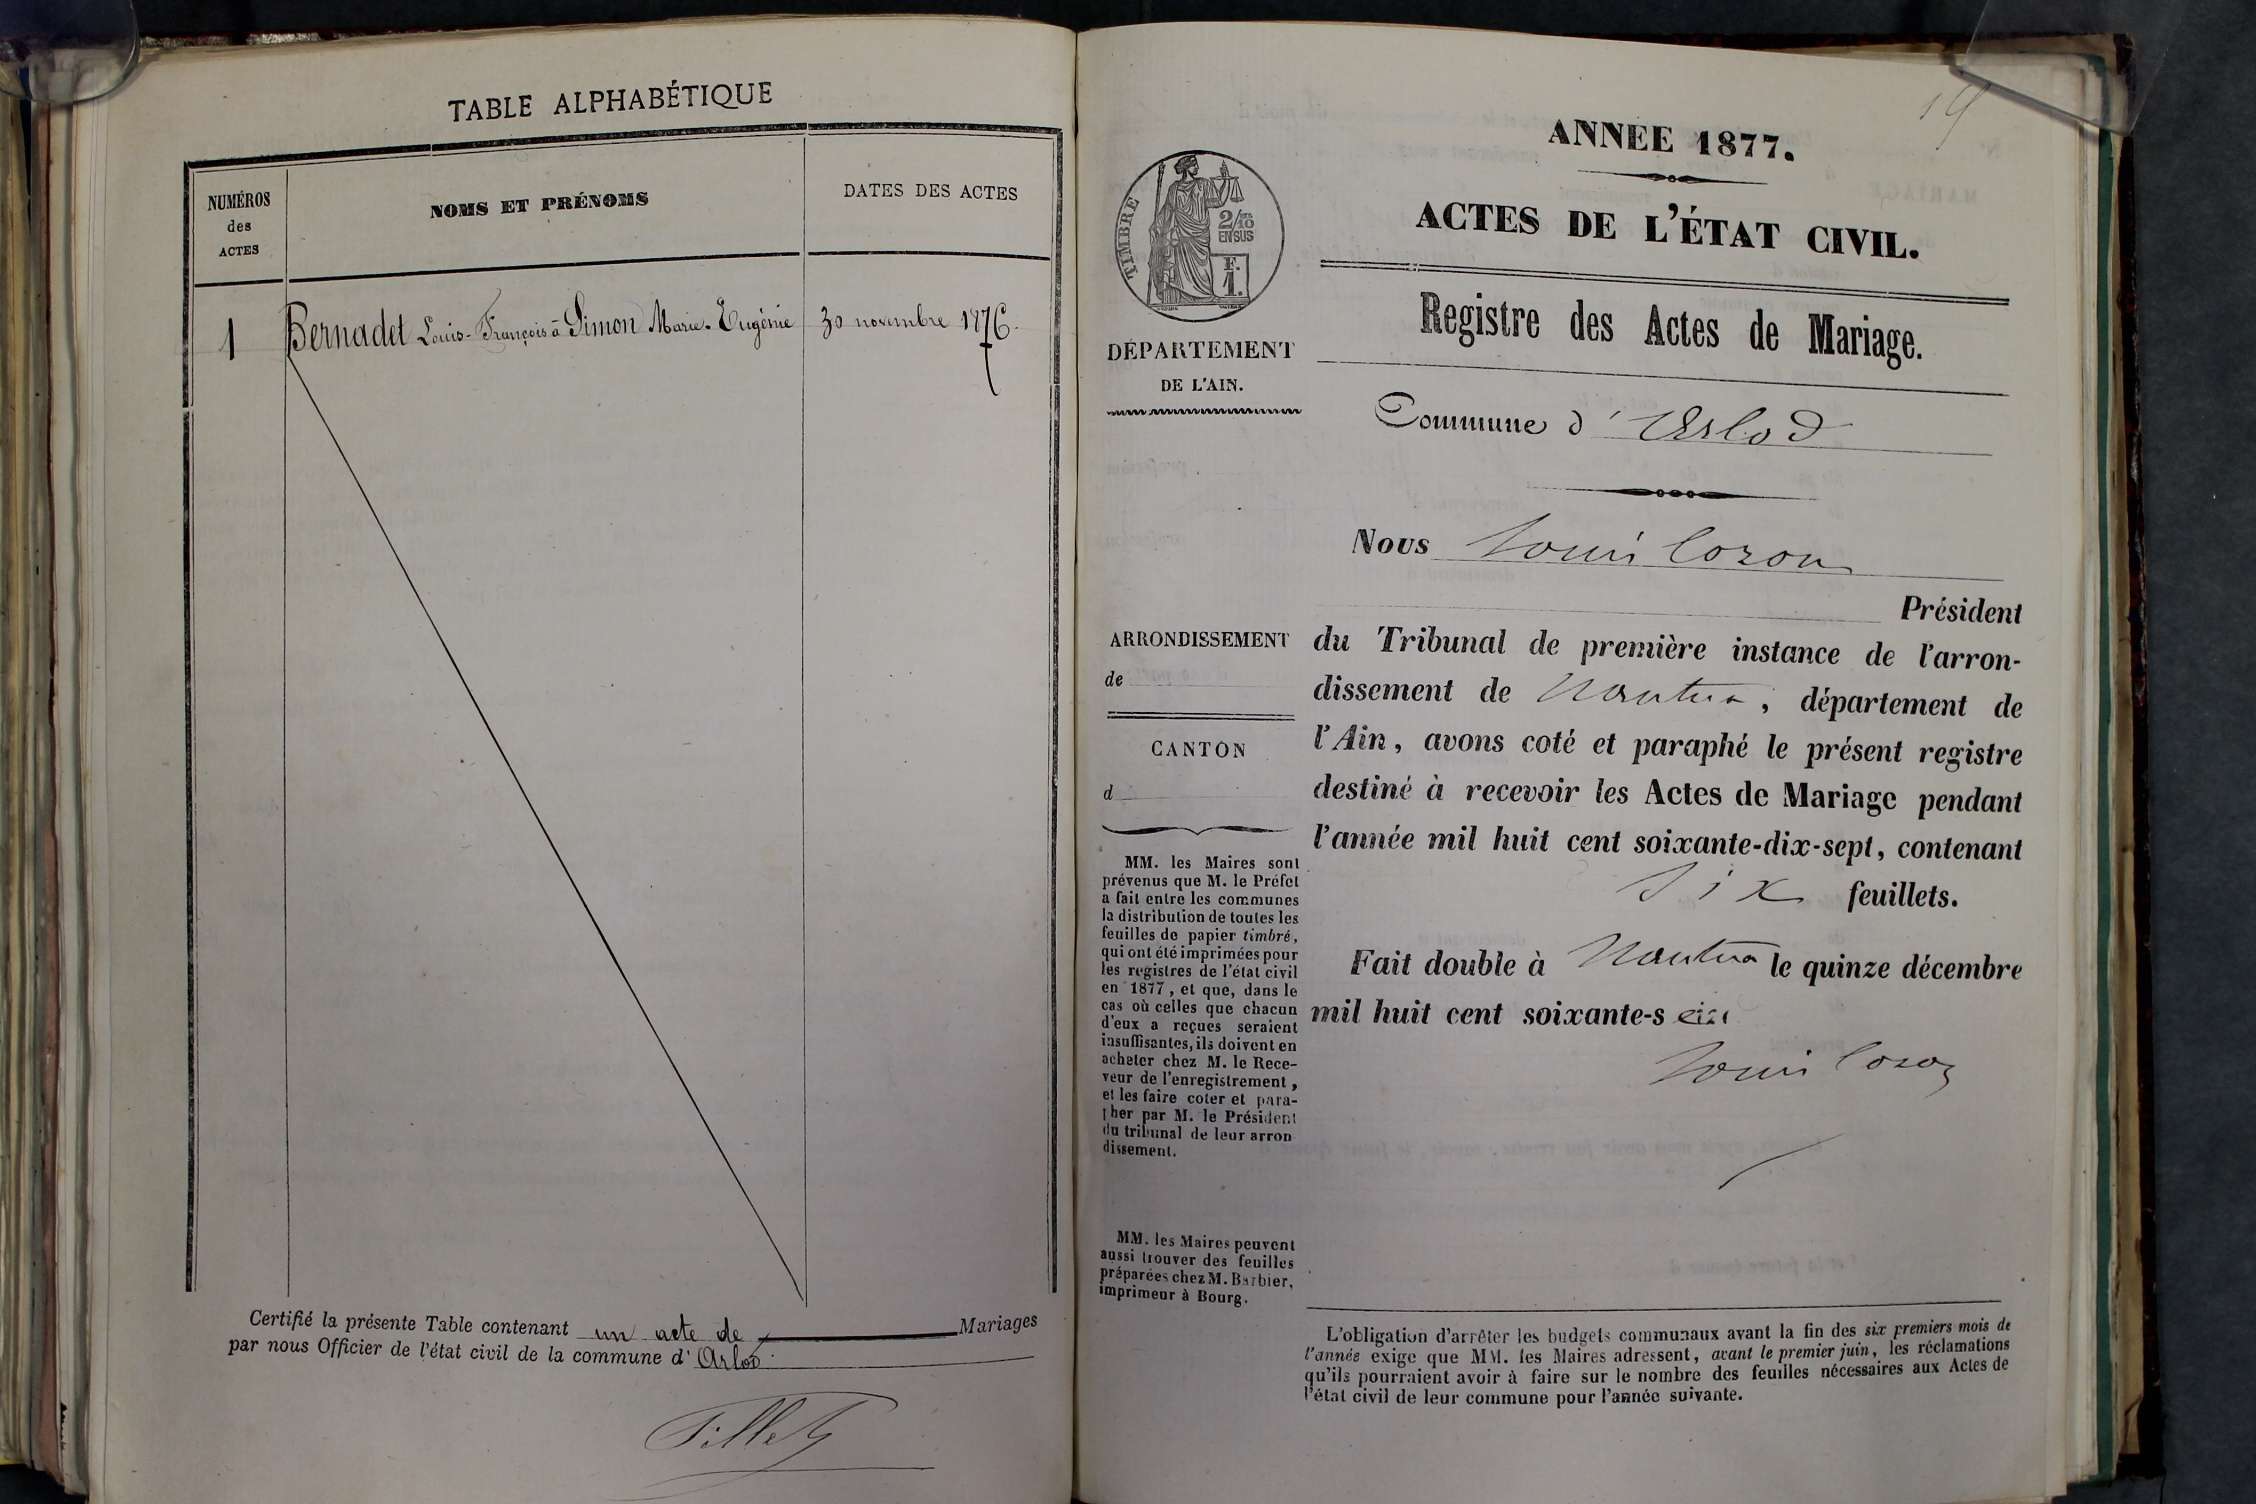 TABLE ALPHABÉTIQUE
NUMÉROS
des
ACTES
NOMS ET PRÉNOMS
DATES DES ACTES
1
Bernadet Louis-François à Simon Marie-Eugénie
30 novembre 1876.
Certifié la présente Table contenant un acte de Mariages
par nous Officier de l'état civil de la commune d' Arlod.
19
ANNÉE 1877.
ACTES DE L'ÉTAT CIVIL.
Registre des Actes de Mariage.
TIMBRE
2/10
EN SUS
F.
1.
DÉPARTEMENT
DE L'AIN.
Commune d' Arlod
Nous Louis Cozon
Président
du Tribunal de première instance de l'arron-
dissement de Nantua, département de
l'Ain, avons coté et paraphé le présent registre
destiné à recevoir les Actes de Mariage pendant
l'année mil huit cent soixante-dix-sept, contenant
six feuillets.
Fait double à Nantua le quinze décembre
mil huit cent soixante-seize
Louis Cozon
ARRONDISSEMENT
de
CANTON
d
MM. les Maires sont
prévenus que M. le Préfet
a fait entre les communes
la distribution de toutes les
feuilles de papier timbré,
qui ont été imprimées pour
les registres de l'état civil
en 1877, et que, dans le
cas où celles que chacun
d'eux a reçues seraient
insuffisantes, ils doivent en
acheter chez M. le Rece-
veur de l'enregistrement,
et les faire coter et para-
pher par M. le Président
du tribunal de leur arron
dissement.
MM. les Maires peuvent
aussi trouver des feuilles
préparées chez M. Barbier,
imprimeur à Bourg.
L'obligation d'arrêter les budgets communaux avant la fin des six premiers mois de
l'année exige que MM. les Maires adressent, avant le premier juin, les réclamations
qu'ils pourraient avoir à faire sur le nombre des feuilles nécessaires aux Actes de
l'état civil de leur commune pour l'année suivante.